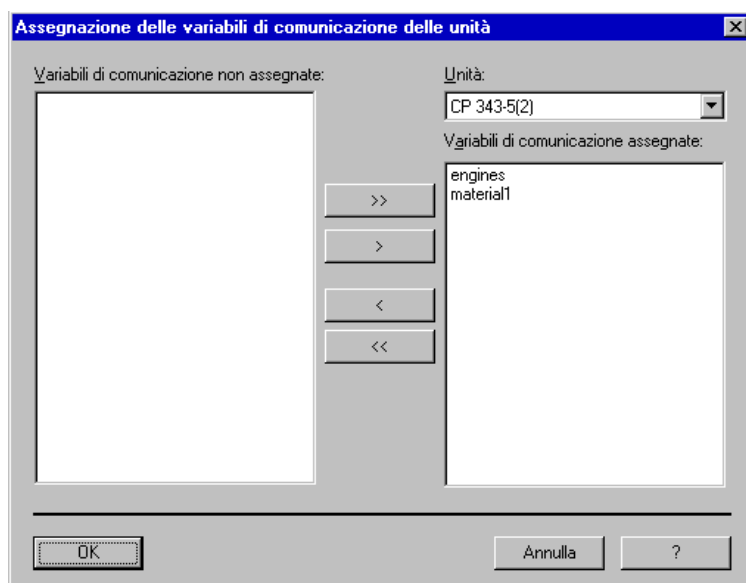 Assegnazione delle variabili di comunicazione delle unità
Variabili di comunicazione non assegnate:
Unità:
CP 343-5(2)
Variabili di comunicazione assegnate:
engines
material1
>>
>
<
<<
OK
Annulla
?